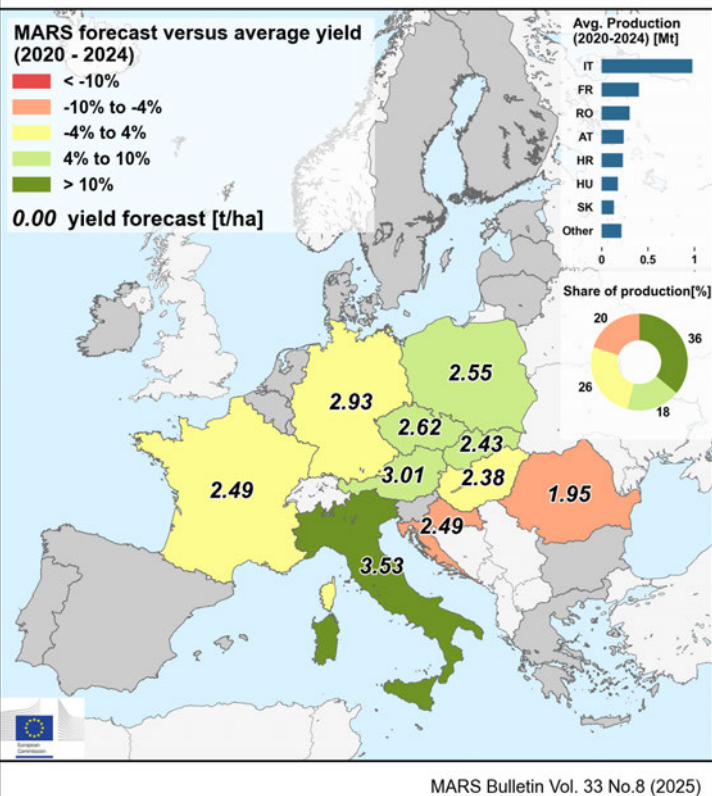 MARS forecast versus average yield
(2020 - 2024)
< -10%
-10% to -4%
-4% to 4%
4% to 10%
> 10%
0.00 yield forecast [t/ha]
Avg. Production
(2020-2024) [Mt]
IT
FR
RO
AT
HR
HU
SK
Other
0 0.5 1
Share of production[%]
20
36
26
18
2.55
2.93
2.62
2.43
2.49
3.01
2.38
1.95
2.49
3.53
European
Commission
MARS Bulletin Vol. 33 No.8 (2025)